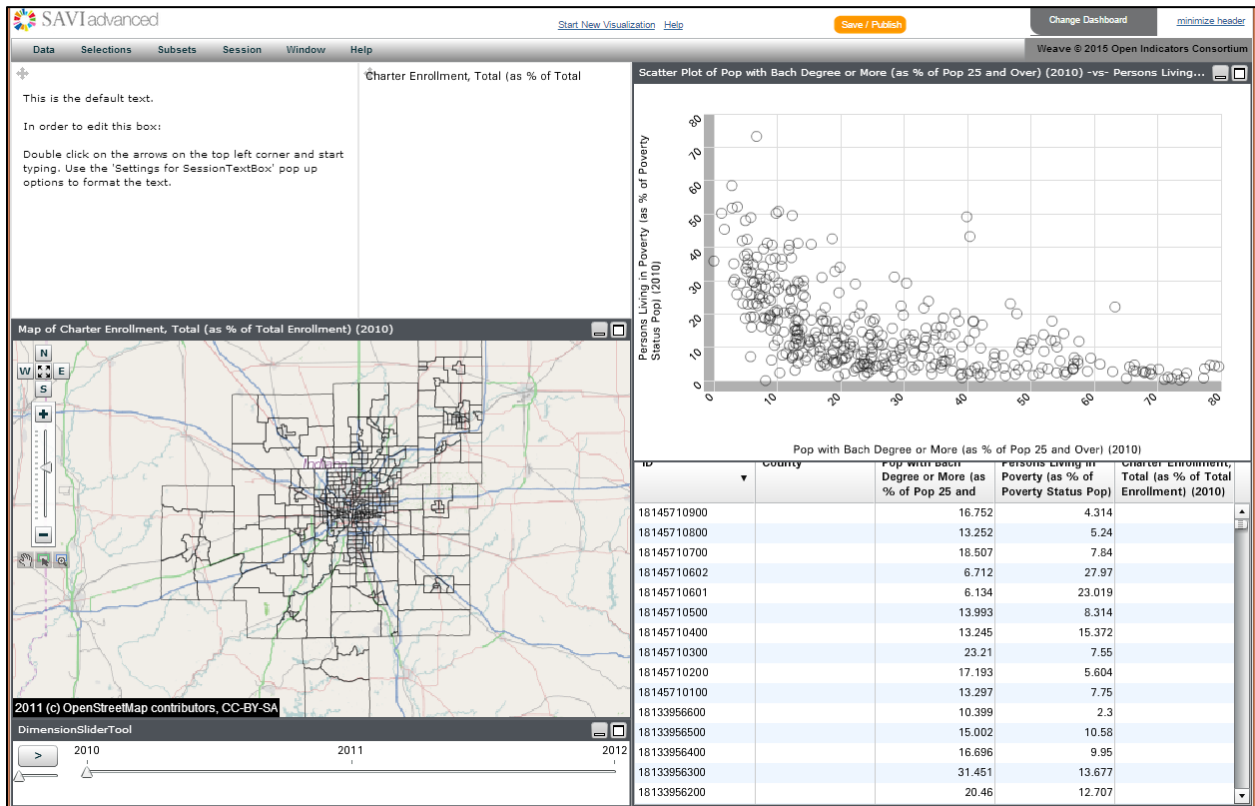 SAVI advanced
Start New Visualization Help
Save / Publish
Change Dashboard
minimize header
Data Selections Subsets Session Window Help
Weave © 2015 Open Indicators Consortium
This is the default text.
In order to edit this box:
Double click on the arrows on the top left corner and start
typing. Use the 'Settings for SessionTextBox' pop up
options to format the text.
Charter Enrollment, Total (as % of Total
Map of Charter Enrollment, Total (as % of Total Enrollment) (2010)
N
W E
S
+
−
Indiana
2011 (c) OpenStreetMap contributors, CC-BY-SA
DimensionSliderTool
>
2010 2011 2012
Scatter Plot of Pop with Bach Degree or More (as % of Pop 25 and Over) (2010) -vs- Persons Living...
Persons Living in Poverty (as % of Poverty
Status Pop) (2010)
80
70
60
50
40
30
20
10
0
0 10 20 30 40 50 60 70 80
Pop with Bach Degree or More (as % of Pop 25 and Over) (2010)
ID County Pop with Bach Persons Living in Charter Enrollment,
Degree or More (as Poverty (as % of Total (as % of Total
% of Pop 25 and Poverty Status Pop) Enrollment) (2010)
18145710900 16.752 4.314
18145710800 13.252 5.24
18145710700 18.507 7.84
18145710602 6.712 27.97
18145710601 6.134 23.019
18145710500 13.993 8.314
18145710400 13.245 15.372
18145710300 23.21 7.55
18145710200 17.193 5.604
18145710100 13.297 7.75
18133956600 10.399 2.3
18133956500 15.002 10.58
18133956400 16.696 9.95
18133956300 31.451 13.677
18133956200 20.46 12.707